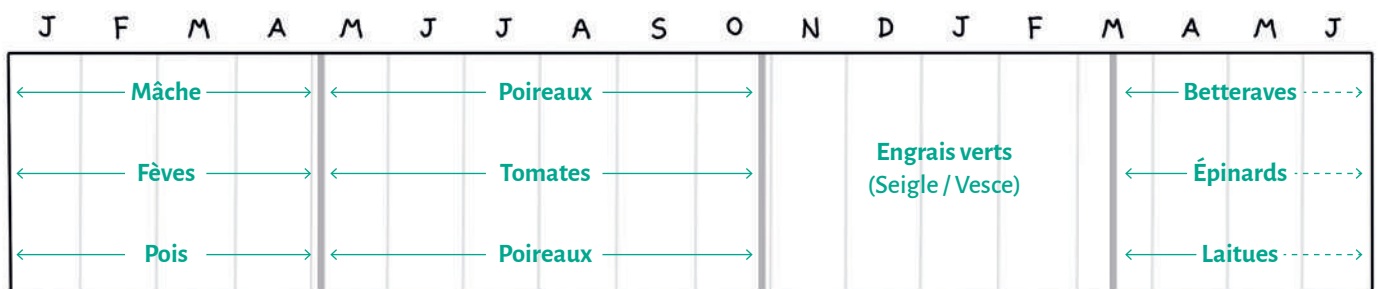 J F M A M J J A S O N D J F M A M J
Mâche Poireaux Betteraves
Engrais verts
Fèves Tomates Épinards
(Seigle / Vesce)
Pois Poireaux Laitues